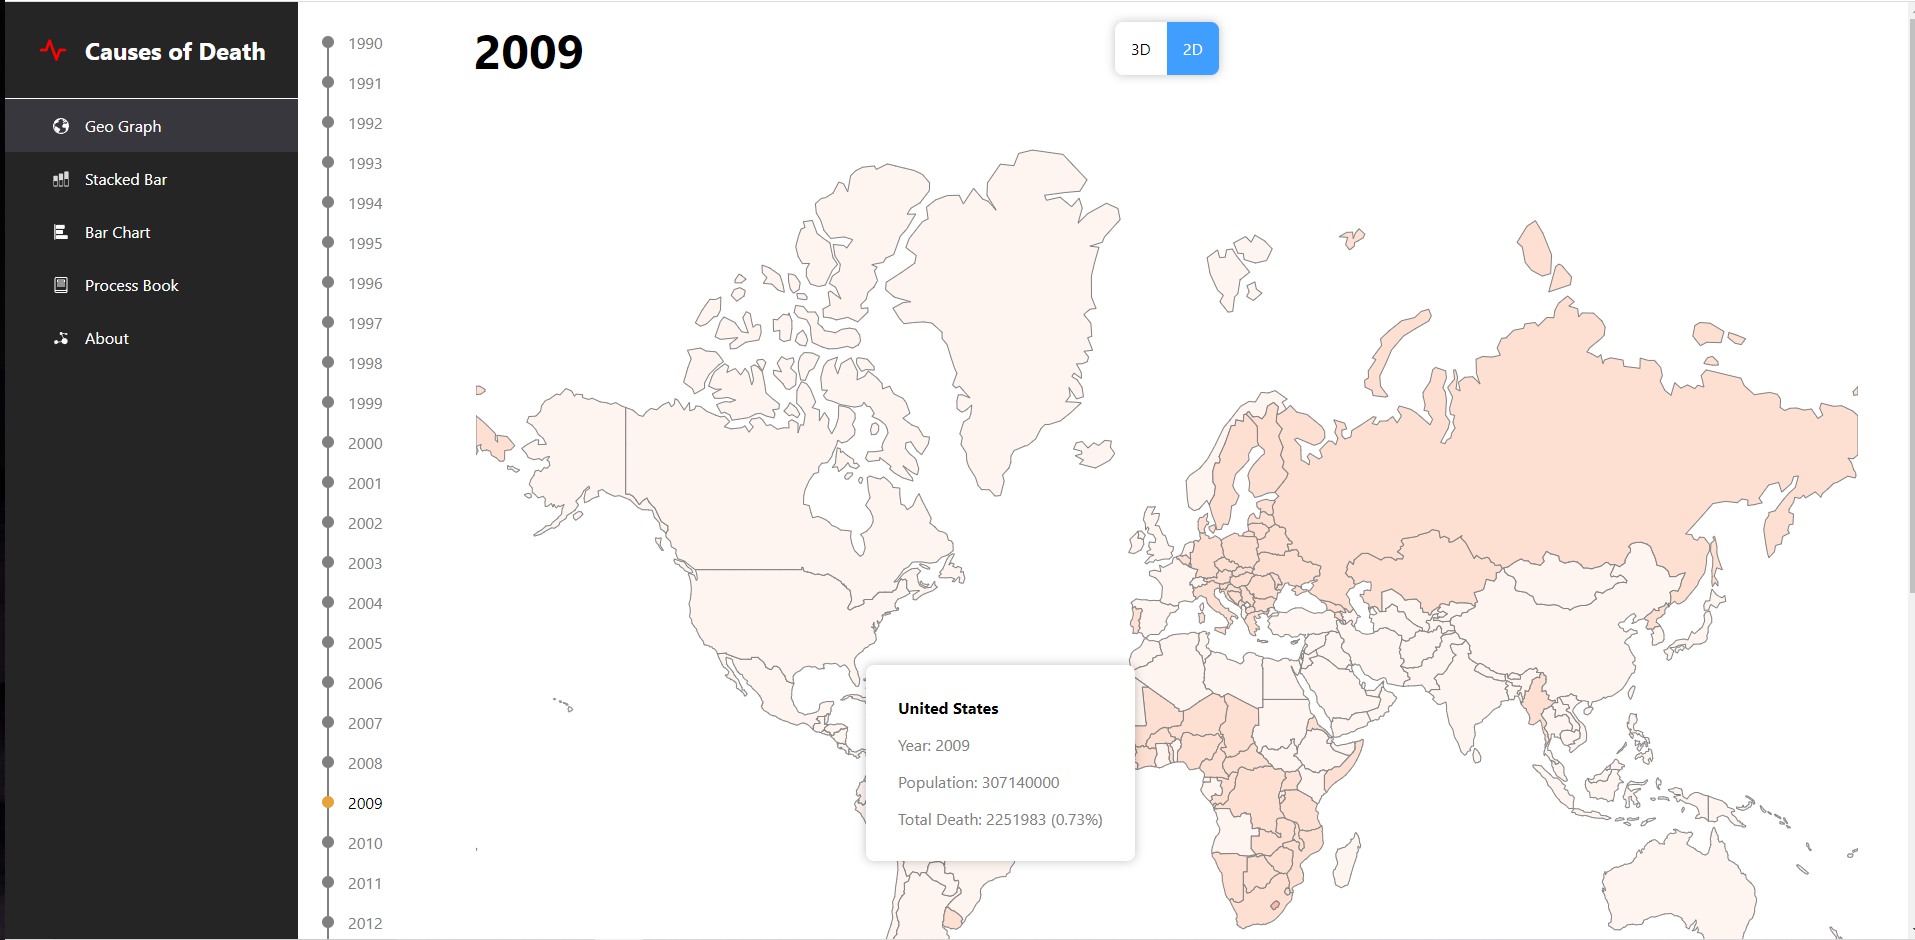 Causes of Death
Geo Graph
Stacked Bar
Bar Chart
Process Book
About
1990
1991
1992
1993
1994
1995
1996
1997
1998
1999
2000
2001
2002
2003
2004
2005
2006
2007
2008
2009
2010
2011
2012
2009
3D 2D
United States
Year: 2009
Population: 307140000
Total Death: 2251983 (0.73%)